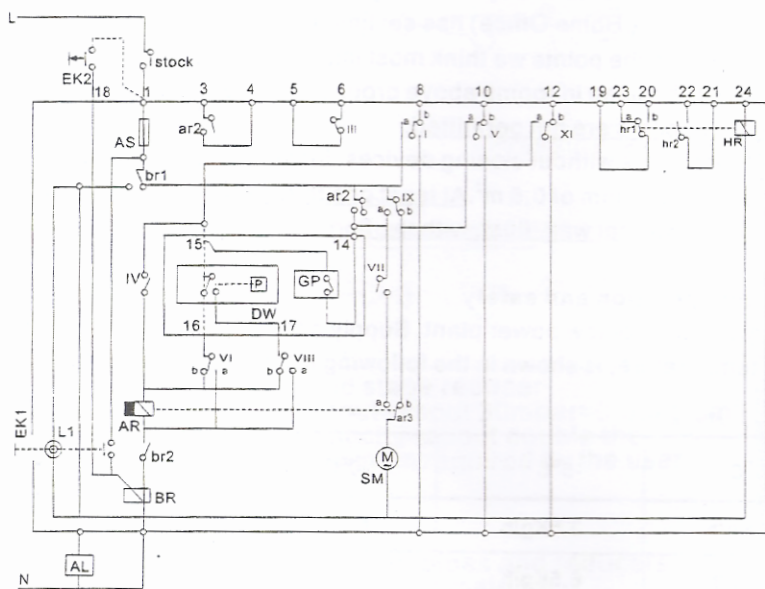 L
EK2
18
stock
1 3 4 5 6 8 10 12 19 23 20 22 21 24
AS
ar2
III
a b I
a b V
a b XI
a b hr1
a b hr2
HR
br1
ar2
a b IX
15 14
IV
P
GP
VII
DW
16 17
VI
b a
VIII
b a
a b
ar3
AR
EK1
L1
br2
M
SM
BR
AL
N